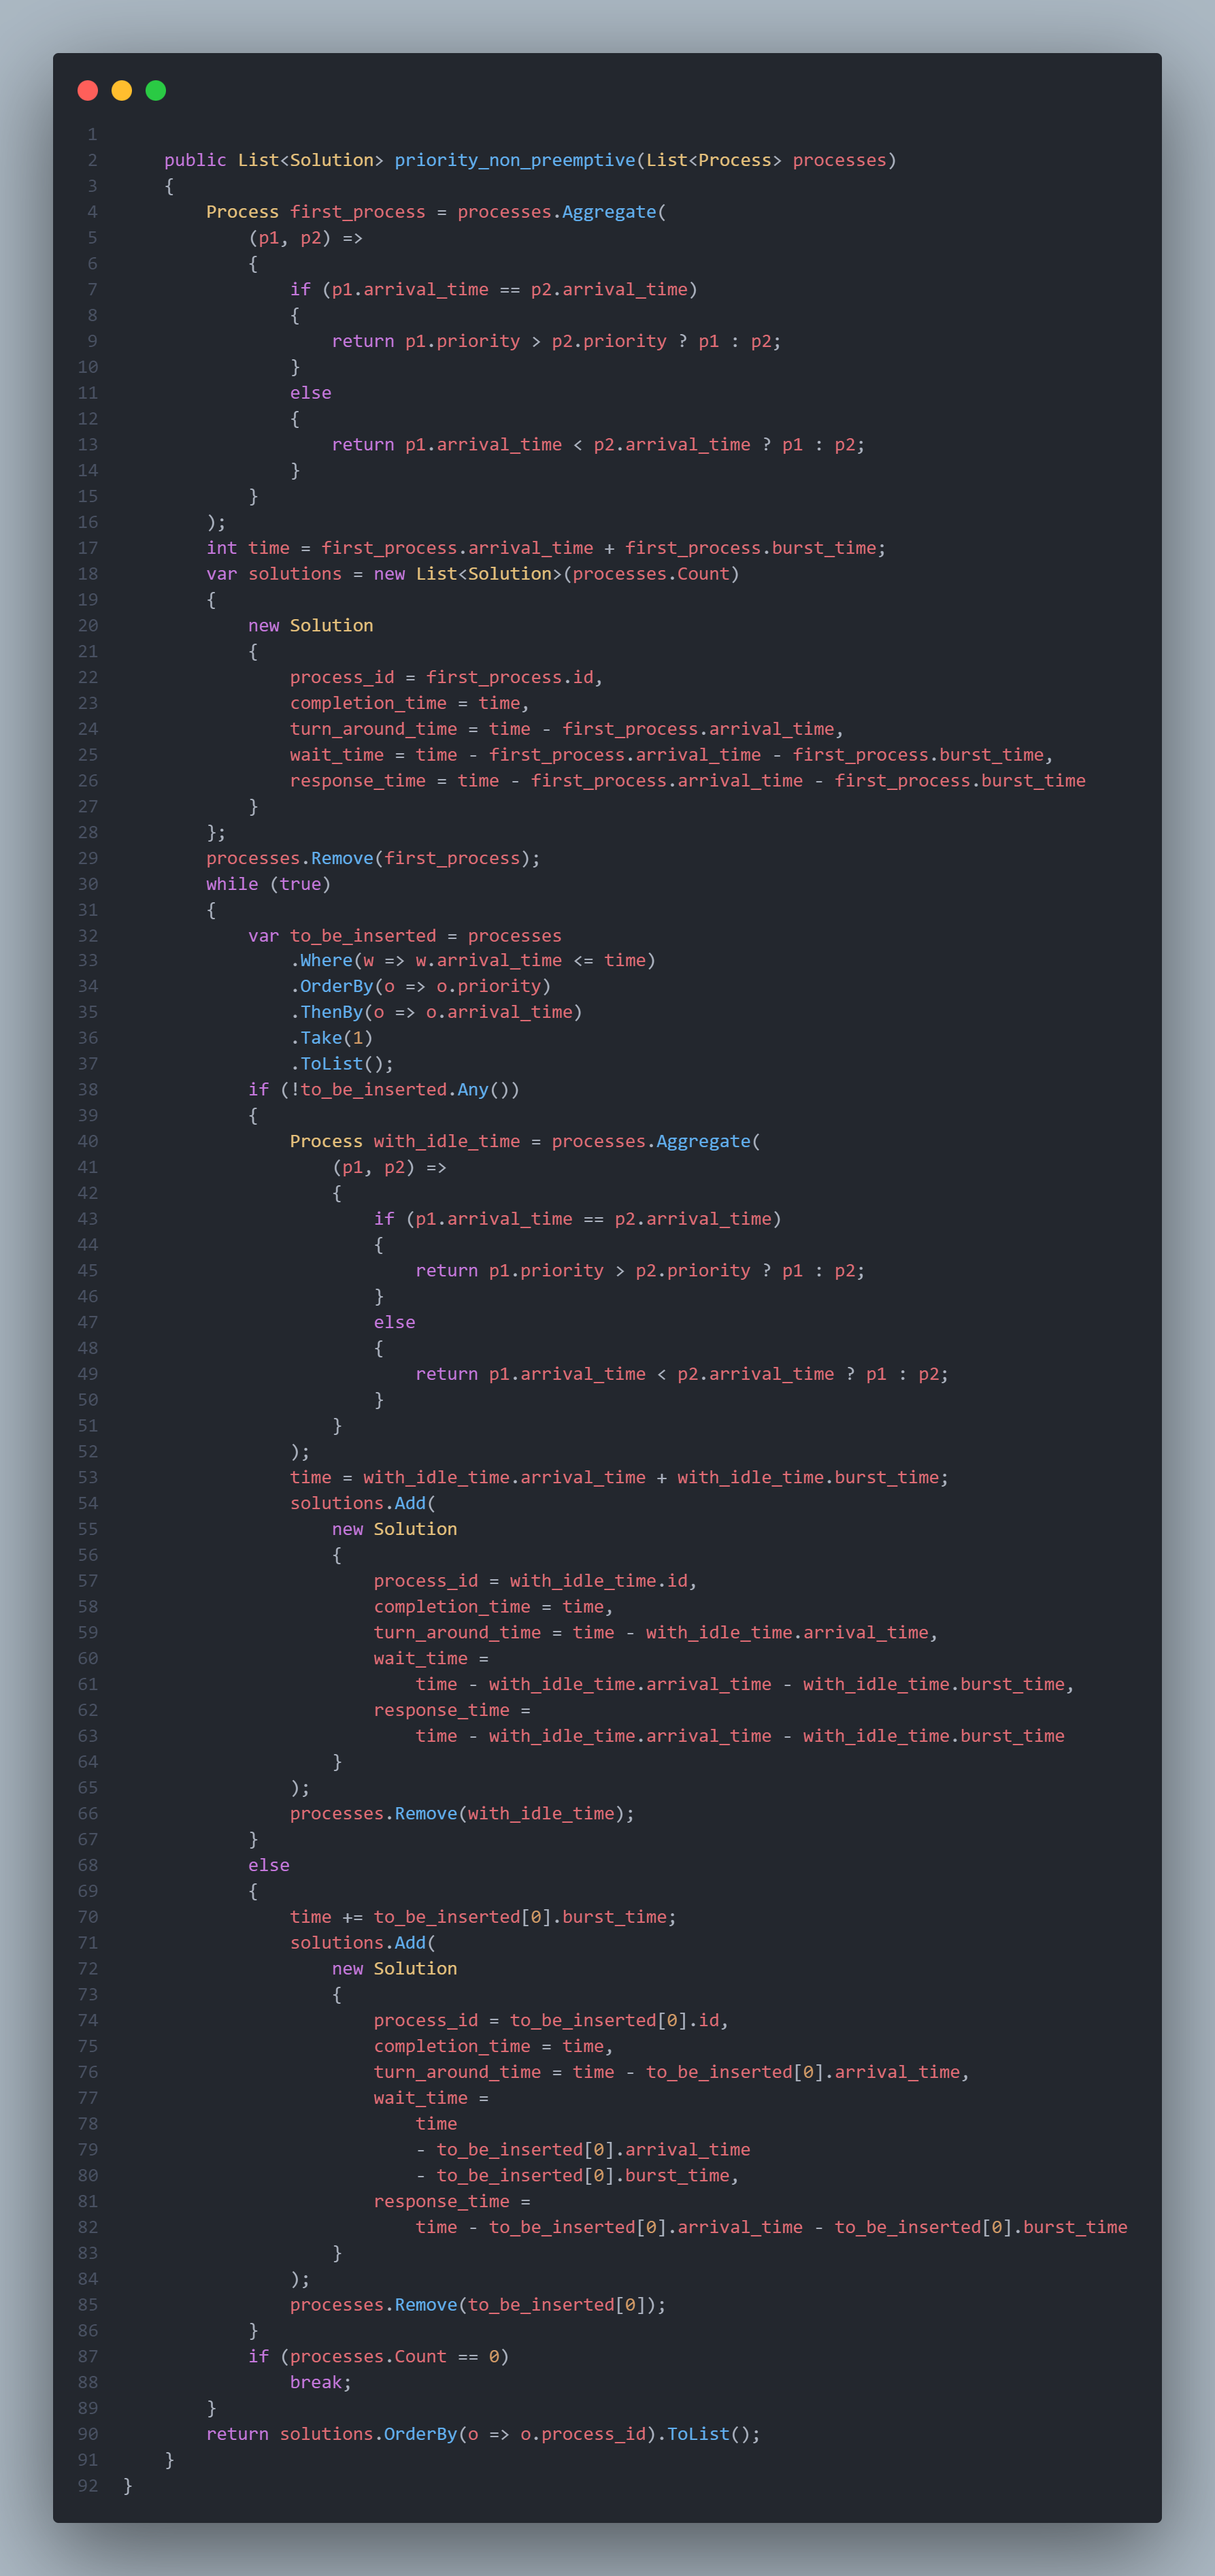 1
2 public List<Solution> priority_non_preemptive(List<Process> processes)
3 {
4 Process first_process = processes.Aggregate(
5 (p1, p2) =>
6 {
7 if (p1.arrival_time == p2.arrival_time)
8 {
9 return p1.priority > p2.priority ? p1 : p2;
10 }
11 else
12 {
13 return p1.arrival_time < p2.arrival_time ? p1 : p2;
14 }
15 }
16 );
17 int time = first_process.arrival_time + first_process.burst_time;
18 var solutions = new List<Solution>(processes.Count)
19 {
20 new Solution
21 {
22 process_id = first_process.id,
23 completion_time = time,
24 turn_around_time = time - first_process.arrival_time,
25 wait_time = time - first_process.arrival_time - first_process.burst_time,
26 response_time = time - first_process.arrival_time - first_process.burst_time
27 }
28 };
29 processes.Remove(first_process);
30 while (true)
31 {
32 var to_be_inserted = processes
33 .Where(w => w.arrival_time <= time)
34 .OrderBy(o => o.priority)
35 .ThenBy(o => o.arrival_time)
36 .Take(1)
37 .ToList();
38 if (!to_be_inserted.Any())
39 {
40 Process with_idle_time = processes.Aggregate(
41 (p1, p2) =>
42 {
43 if (p1.arrival_time == p2.arrival_time)
44 {
45 return p1.priority > p2.priority ? p1 : p2;
46 }
47 else
48 {
49 return p1.arrival_time < p2.arrival_time ? p1 : p2;
50 }
51 }
52 );
53 time = with_idle_time.arrival_time + with_idle_time.burst_time;
54 solutions.Add(
55 new Solution
56 {
57 process_id = with_idle_time.id,
58 completion_time = time,
59 turn_around_time = time - with_idle_time.arrival_time,
60 wait_time =
61 time - with_idle_time.arrival_time - with_idle_time.burst_time,
62 response_time =
63 time - with_idle_time.arrival_time - with_idle_time.burst_time
64 }
65 );
66 processes.Remove(with_idle_time);
67 }
68 else
69 {
70 time += to_be_inserted[0].burst_time;
71 solutions.Add(
72 new Solution
73 {
74 process_id = to_be_inserted[0].id,
75 completion_time = time,
76 turn_around_time = time - to_be_inserted[0].arrival_time,
77 wait_time =
78 time
79 - to_be_inserted[0].arrival_time
80 - to_be_inserted[0].burst_time,
81 response_time =
82 time - to_be_inserted[0].arrival_time - to_be_inserted[0].burst_time
83 }
84 );
85 processes.Remove(to_be_inserted[0]);
86 }
87 if (processes.Count == 0)
88 break;
89 }
90 return solutions.OrderBy(o => o.process_id).ToList();
91 }
92 }